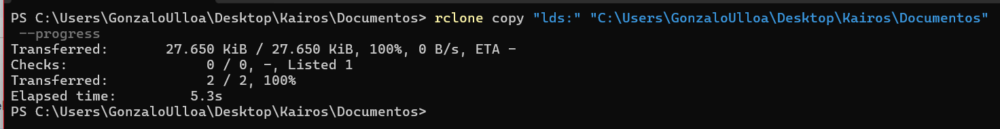 PS C:\Users\GonzaloUlloa\Desktop\Kairos\Documentos> rclone copy "lds:" "C:\Users\GonzaloUlloa\Desktop\Kairos\Documentos"
--progress
Transferred:       27.650 KiB / 27.650 KiB, 100%, 0 B/s, ETA -
Checks:                 0 / 0, -, Listed 1
Transferred:            2 / 2, 100%
Elapsed time:         5.3s
PS C:\Users\GonzaloUlloa\Desktop\Kairos\Documentos>